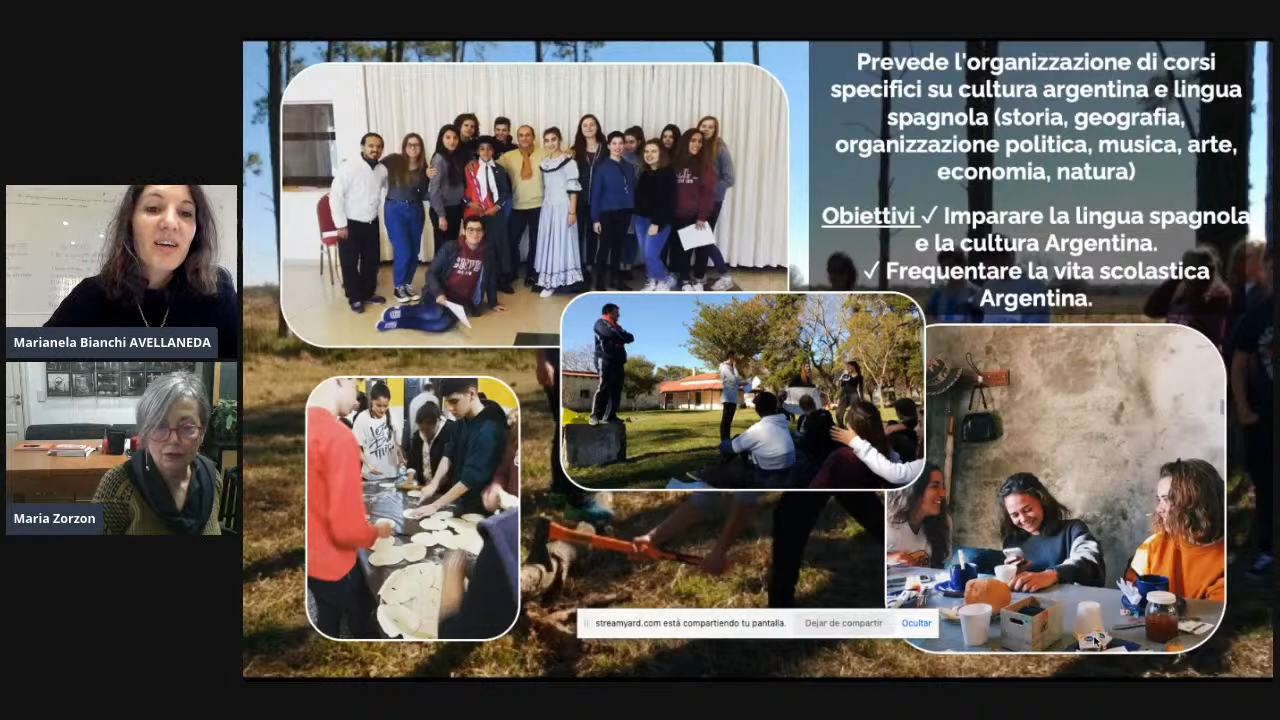 Prevede l'organizzazione di corsi
specifici su cultura argentina e lingua
spagnola (storia, geografia,
organizzazione politica, musica, arte,
economia, natura)
Obiettivi ✓ Imparare la lingua spagnola
e la cultura Argentina.
✓ Frequentare la vita scolastica
Argentina.
Marianela Bianchi AVELLANEDA
Maria Zorzon
streamyard.com está compartiendo tu pantalla. Dejar de compartir Ocultar